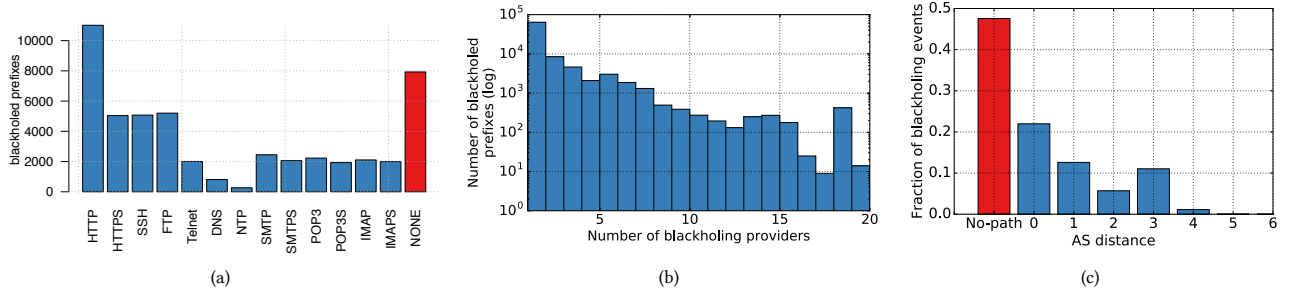 blackholed prefixes
10000
8000
6000
4000
2000
0
HTTP
HTTPS
SSH
FTP
Telnet
DNS
NTP
SMTP
SMTPS
POP3
POP3S
IMAP
IMAPS
NONE
(a)
Number of blackholed
prefixes (log)
10^5
10^4
10^3
10^2
10^1
10^0
5 10 15 20
Number of blackholing providers
(b)
Fraction of blackholing events
0.5
0.4
0.3
0.2
0.1
0.0
No-path 0 1 2 3 4 5 6
AS distance
(c)